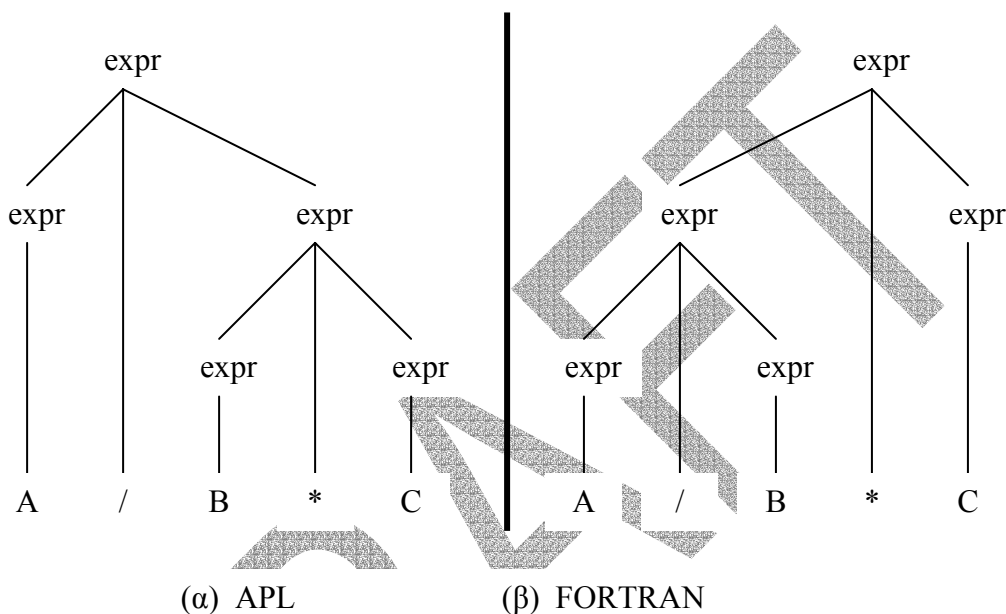 expr expr
expr expr expr expr
expr expr expr expr
A / B * C A / B * C
(α) APL (β) FORTRAN